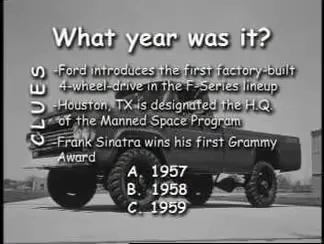 What year was it?
CLUES
-Ford introduces the first factory-built
4-wheel-drive in the F-Series lineup
-Houston, TX is designated the H.Q.
of the Manned Space Program
-Frank Sinatra wins his first Grammy
Award
A. 1957
B. 1958
C. 1959